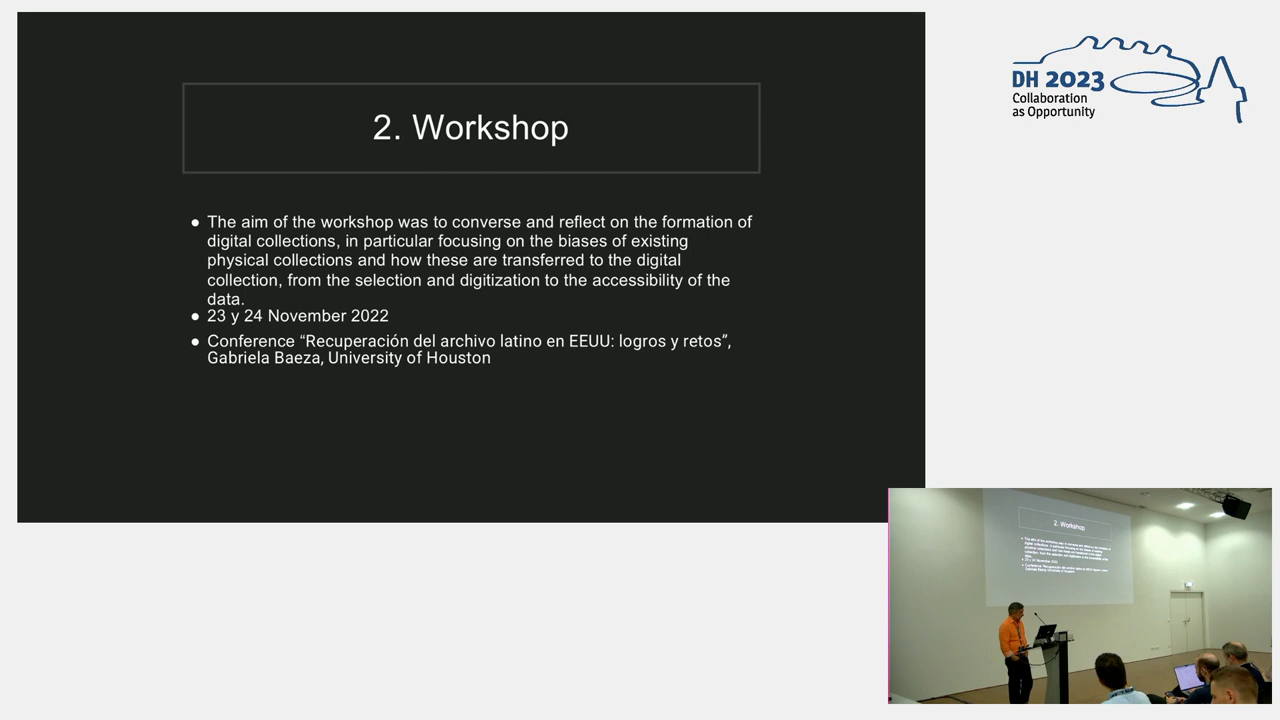 2. Workshop
● The aim of the workshop was to converse and reflect on the formation of
digital collections, in particular focusing on the biases of existing
physical collections and how these are transferred to the digital
collection, from the selection and digitization to the accessibility of the
data.
● 23 y 24 November 2022
● Conference “Recuperación del archivo latino en EEUU: logros y retos”,
Gabriela Baeza, University of Houston
DH 2023
Collaboration
as Opportunity
2. Workshop